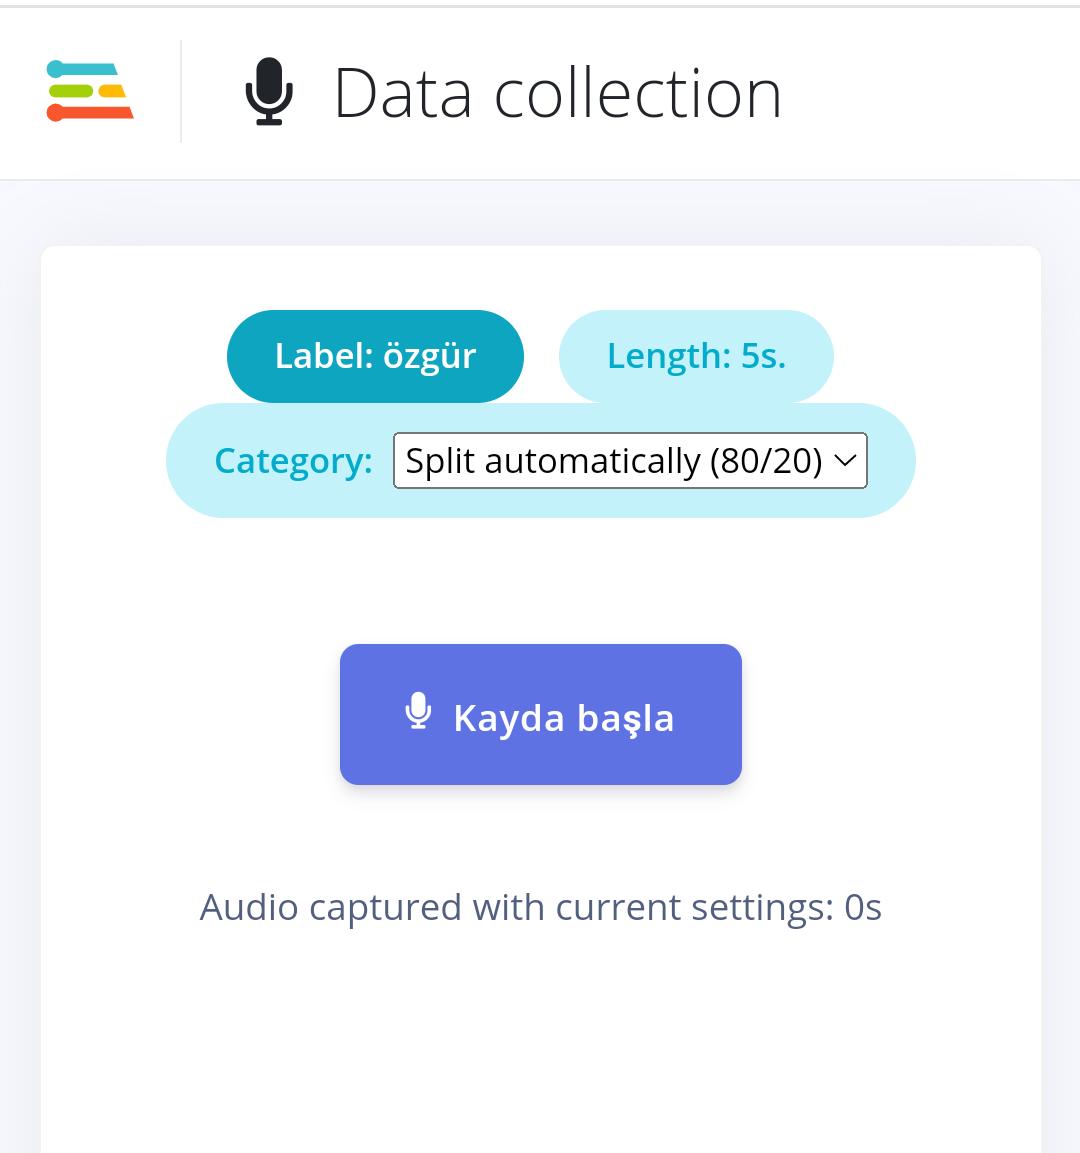 Data collection
Label: özgür
Length: 5s.
Category: Split automatically (80/20)
Kayda başla
Audio captured with current settings: 0s